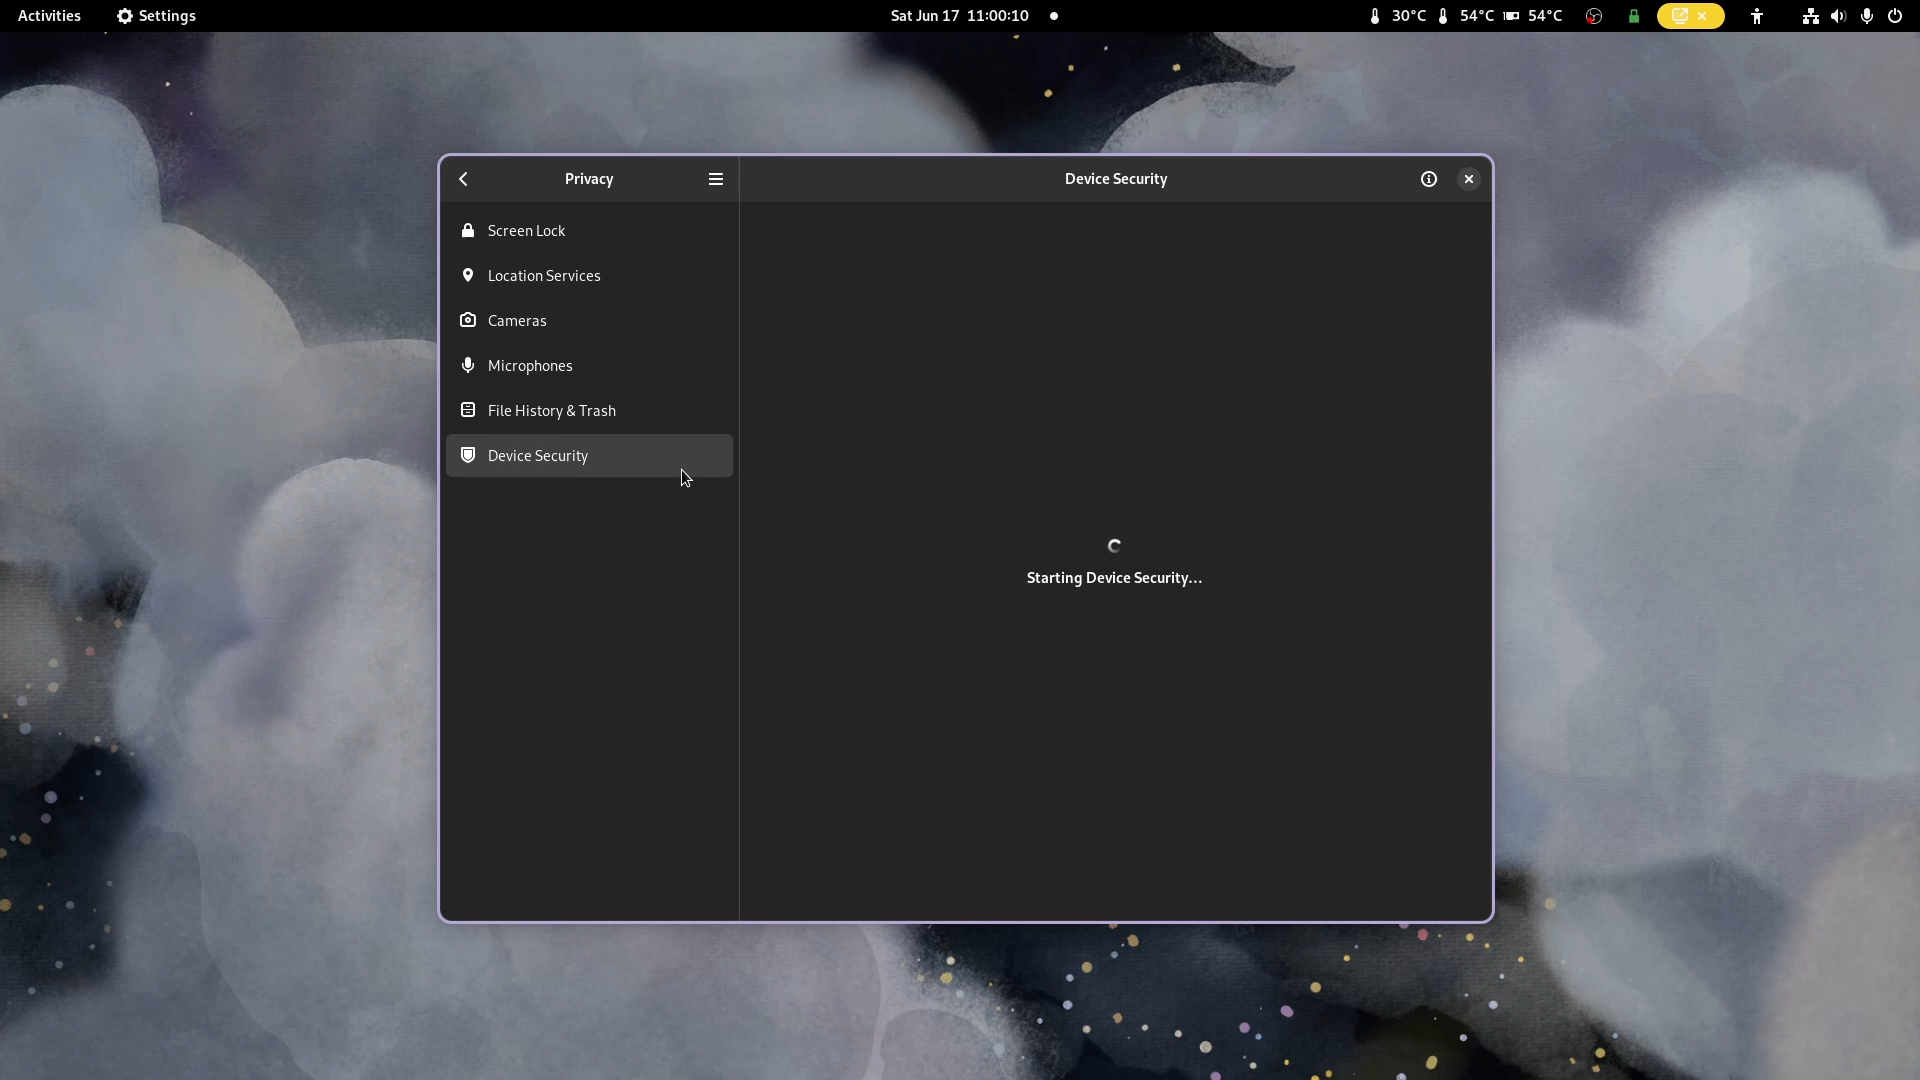 Activities
Settings
Sat Jun 17 11:00:10
30°C
54°C
54°C
Privacy
Device Security
Screen Lock
Location Services
Cameras
Microphones
File History & Trash
Device Security
Starting Device Security...